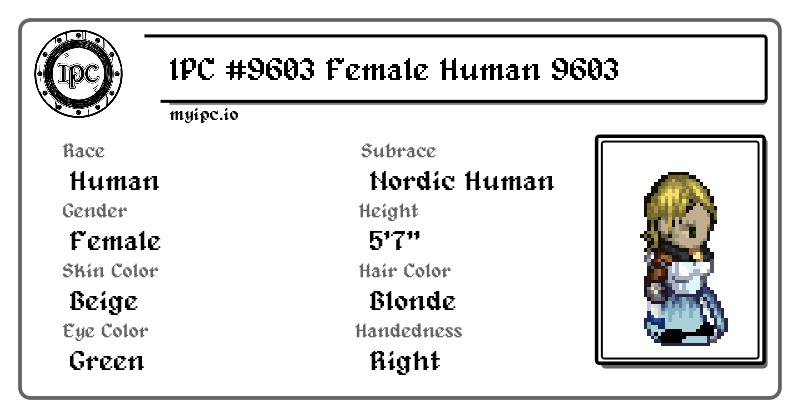 IPC
IPC #9603 Female Human 9603
myipc.io
Race
Human
Subrace
Nordic Human
Gender
Female
Height
5'7"
Skin Color
Beige
Hair Color
Blonde
Eye Color
Green
Handedness
Right